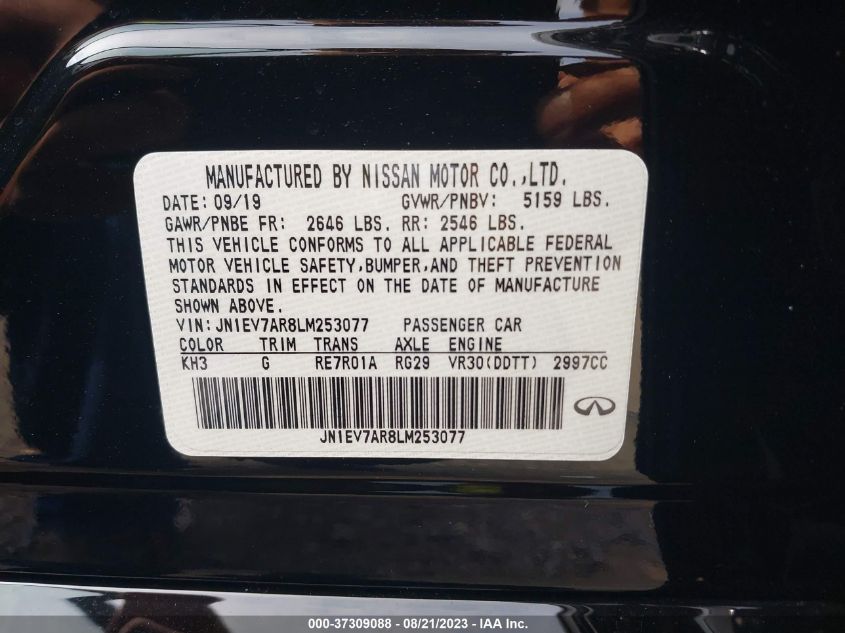 MANUFACTURED BY NISSAN MOTOR CO.,LTD.
DATE: 09/19 GVWR/PNBV: 5159 LBS.
GAWR/PNBE FR: 2646 LBS. RR: 2546 LBS.
THIS VEHICLE CONFORMS TO ALL APPLICABLE FEDERAL
MOTOR VEHICLE SAFETY,BUMPER,AND THEFT PREVENTION
STANDARDS IN EFFECT ON THE DATE OF MANUFACTURE
SHOWN ABOVE.
VIN:JN1EV7AR8LM253077 PASSENGER CAR
COLOR TRIM TRANS AXLE ENGINE
KH3 G RE7R01A RG29 VR30(DDTT) 2997CC
JN1EV7AR8LM253077
000-37309088 - 08/21/2023 - IAA Inc.